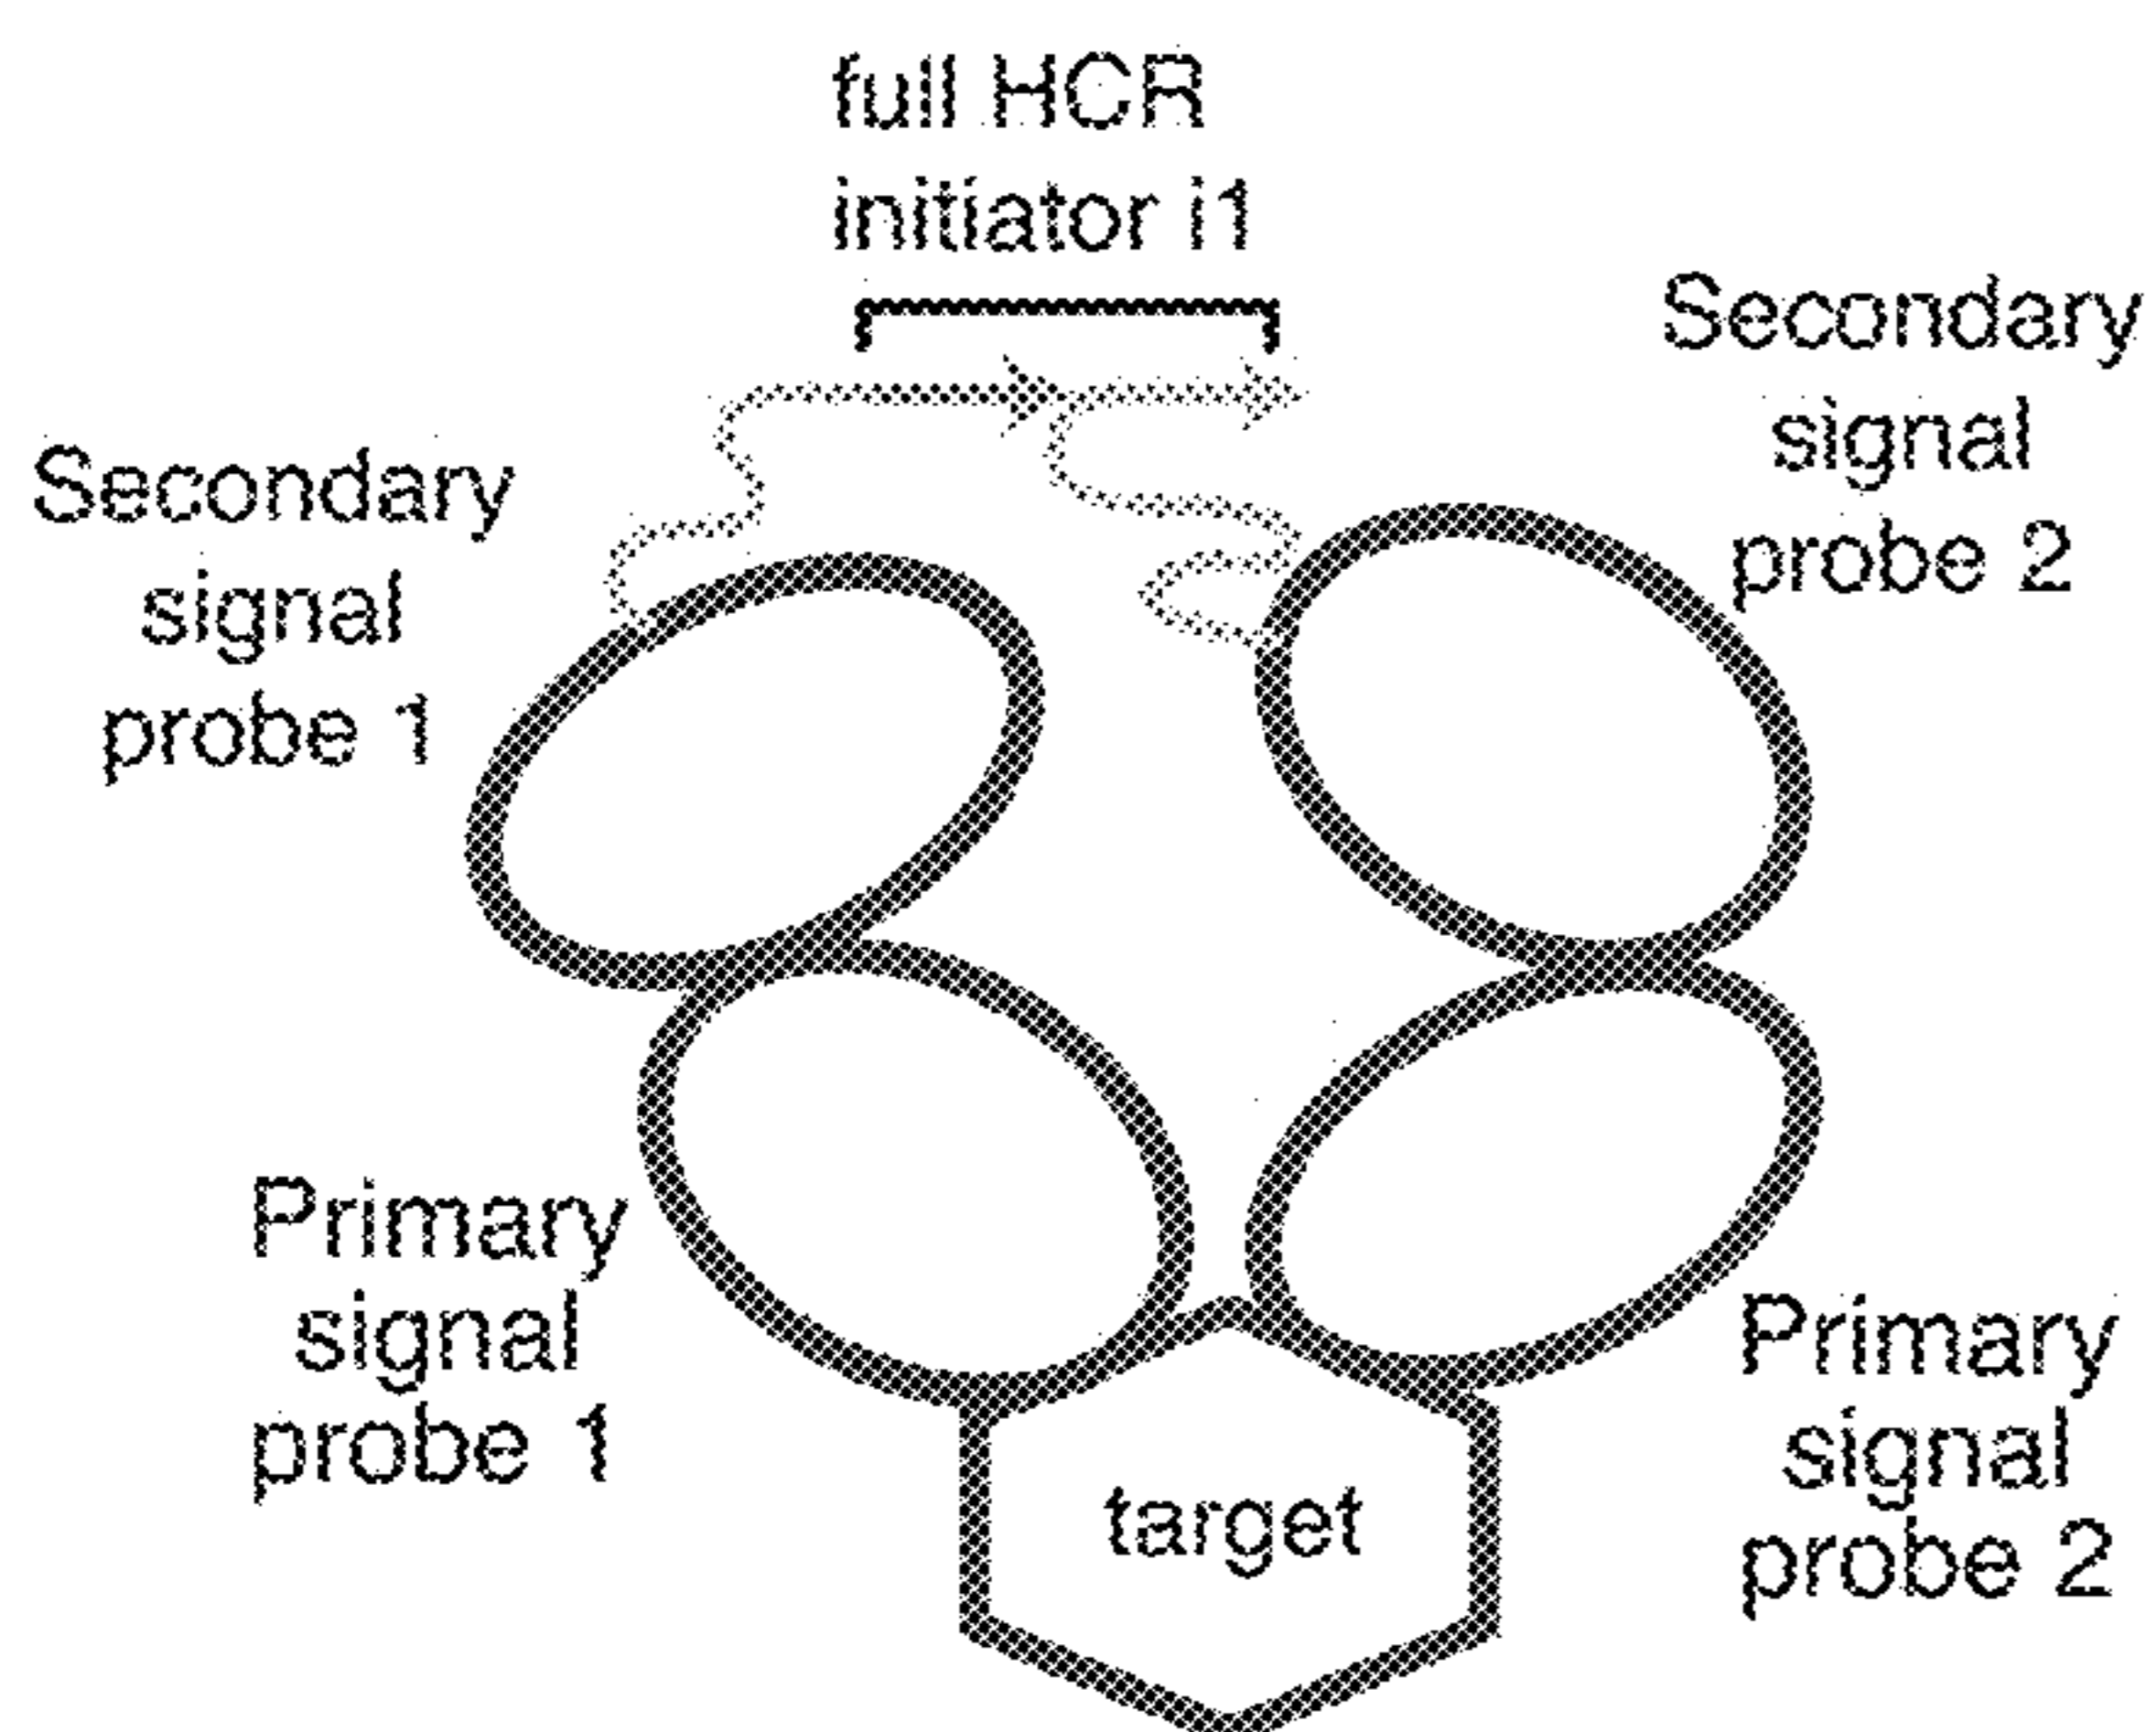 full HCR
initiator i1
Secondary
signal
probe 2
Secondary
signal
probe 1
Primary
signal
probe 1
Primary
signal
probe 2
target